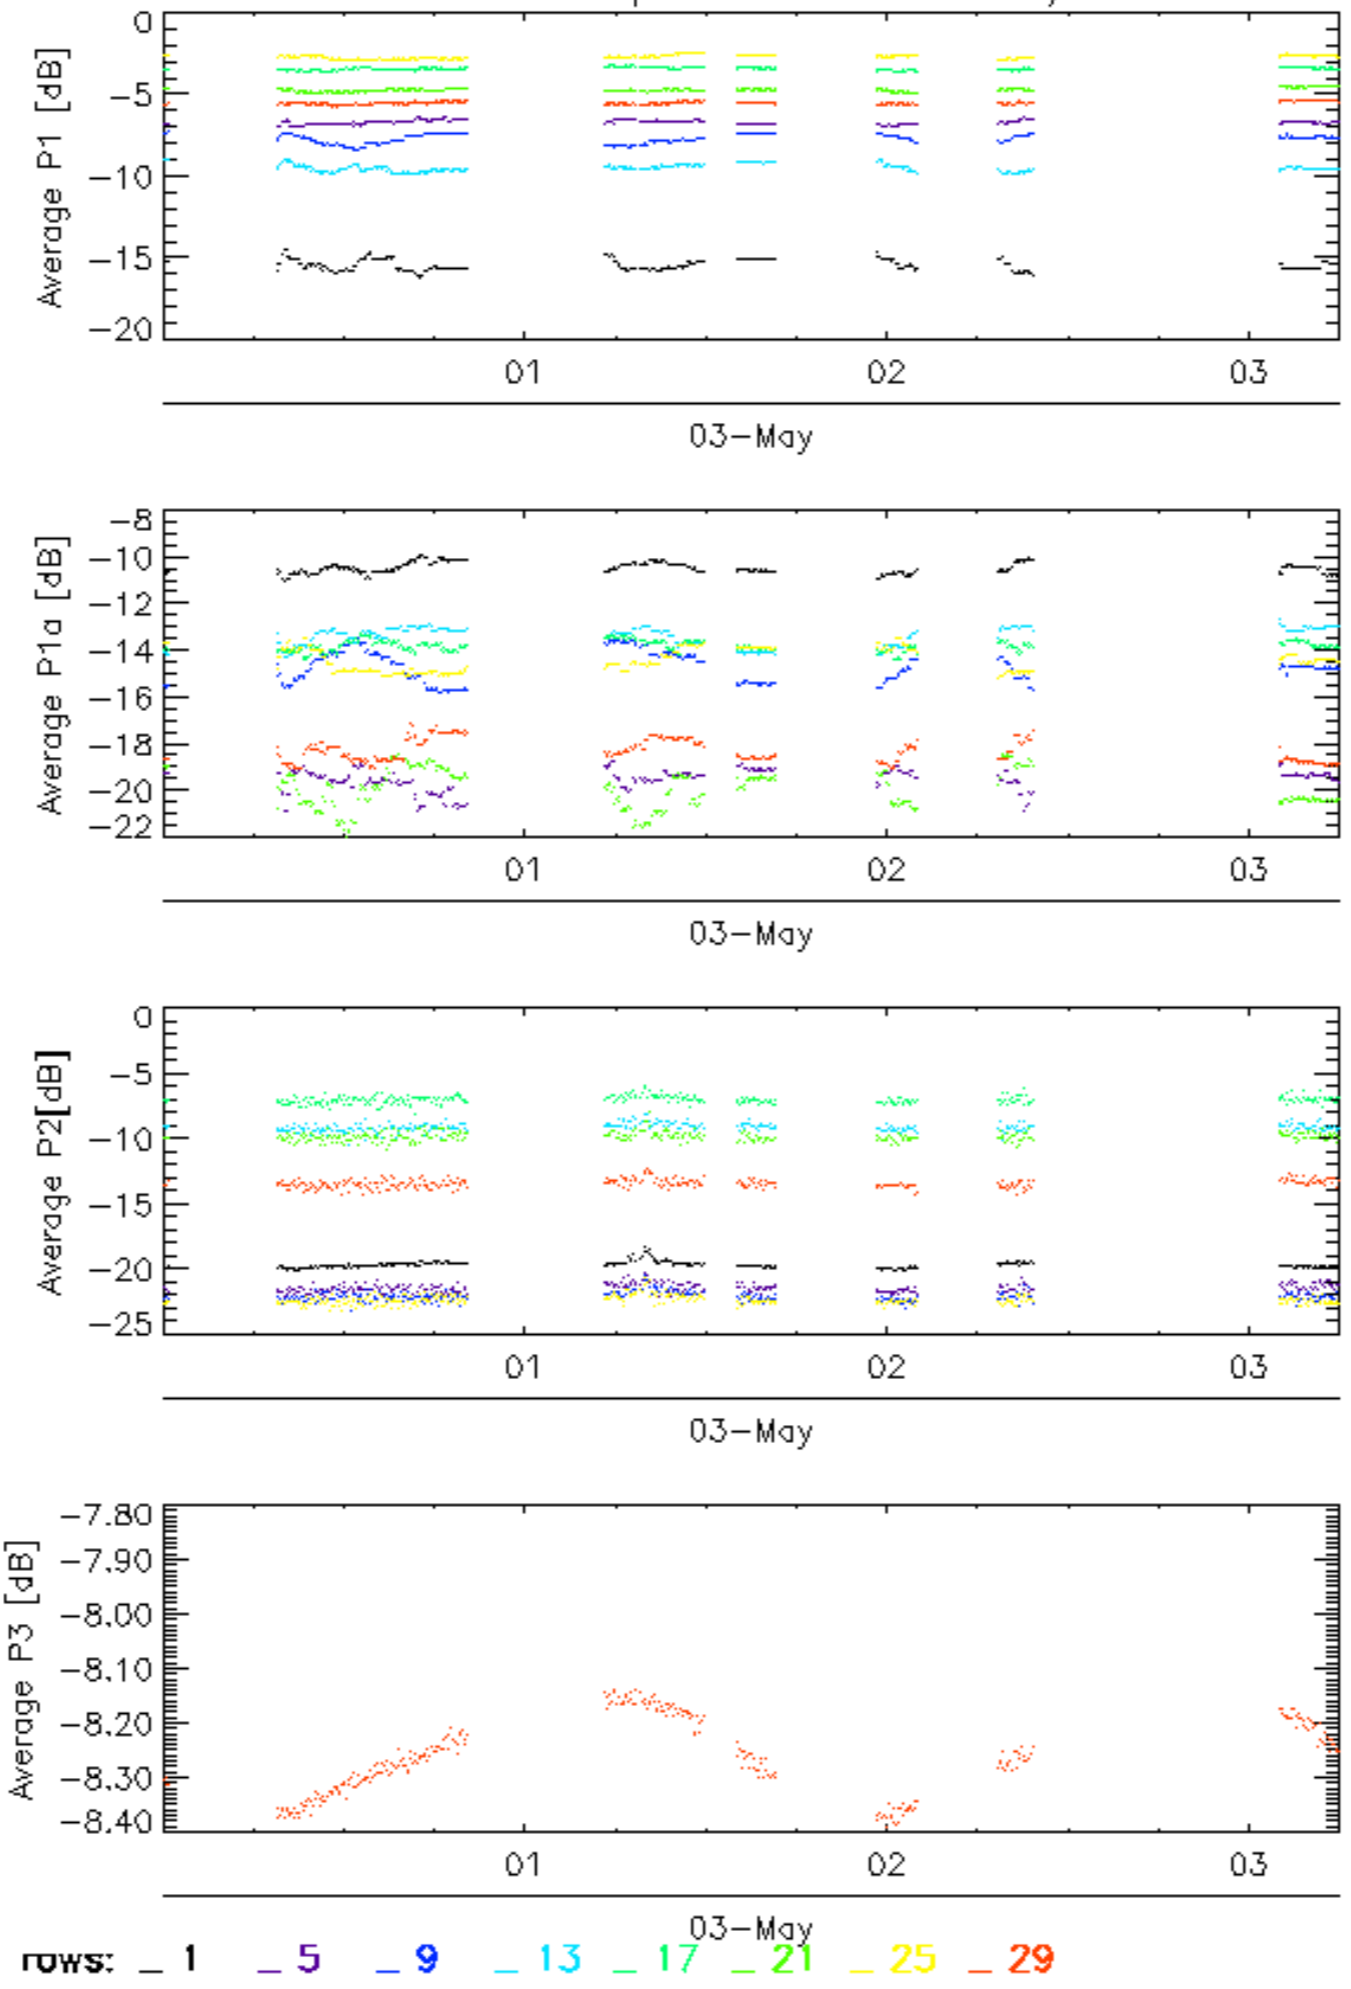 0
−5
−10
−15
−20
Average P1 [dB]
01 02 03
03−May
−8
−10
−12
−14
−16
−18
−20
−22
Average P1a [dB]
01 02 03
03−May
0
−5
−10
−15
−20
−25
Average P2[dB]
01 02 03
03−May
−7.80
−7.90
−8.00
−8.10
−8.20
−8.30
−8.40
Average P3 [dB]
01 02 03
03−May
rows: _ 1 _ 5 _ 9 _ 13 _ 17 _ 21 _ 25 _ 29